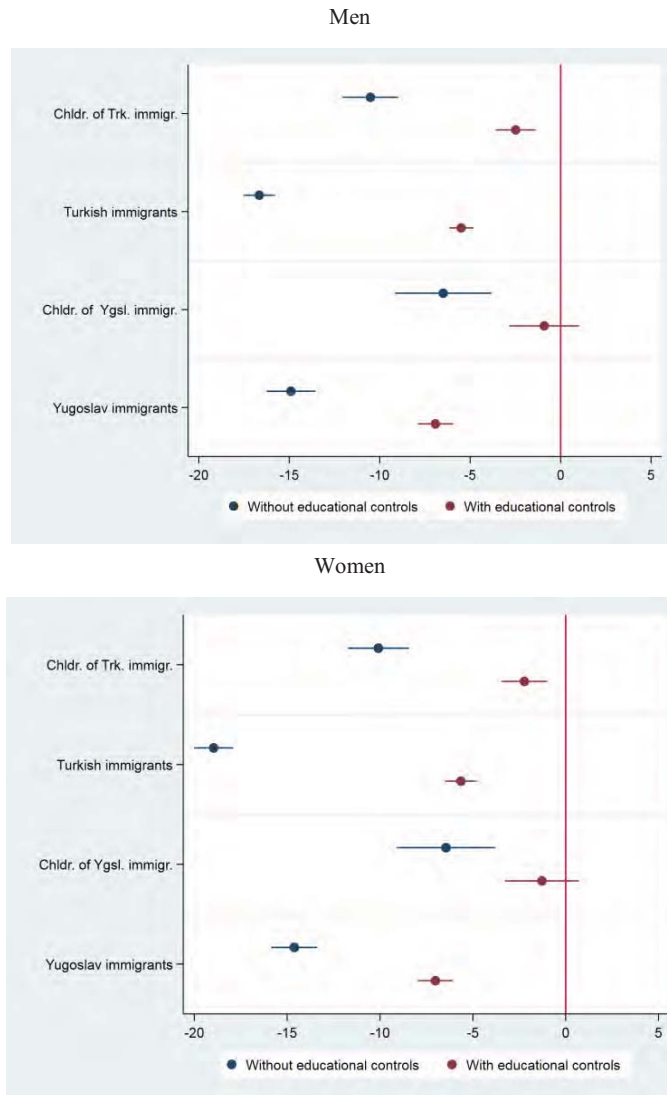 Men
Chldr. of Trk. immigr.
Turkish immigrants
Chldr. of  Ygsl. immigr.
Yugoslav immigrants
-20 -15 -10 -5 0 5
Without educational controls With educational controls
Women
Chldr. of Trk. immigr.
Turkish immigrants
Chldr. of Ygsl. immigr.
Yugoslav immigrants
-20 -15 -10 -5 0 5
Without educational controls With educational controls